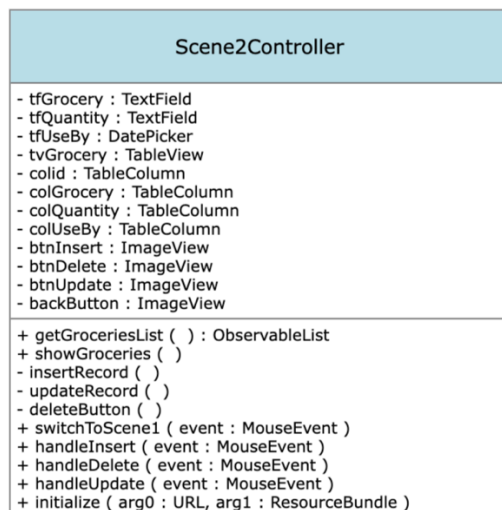 Scene2Controller
- tfGrocery : TextField
- tfQuantity : TextField
- tfUseBy : DatePicker
- tvGrocery : TableView
- colid : TableColumn
- colGrocery : TableColumn
- colQuantity : TableColumn
- colUseBy : TableColumn
- btnInsert : ImageView
- btnDelete : ImageView
- btnUpdate : ImageView
- backButton : ImageView
+ getGroceriesList ( ) : ObservableList
+ showGroceries ( )
- insertRecord ( )
- updateRecord ( )
- deleteButton ( )
+ switchToScene1 ( event : MouseEvent )
+ handleInsert ( event : MouseEvent )
+ handleDelete ( event : MouseEvent )
+ handleUpdate ( event : MouseEvent )
+ initialize ( arg0 : URL, arg1 : ResourceBundle )